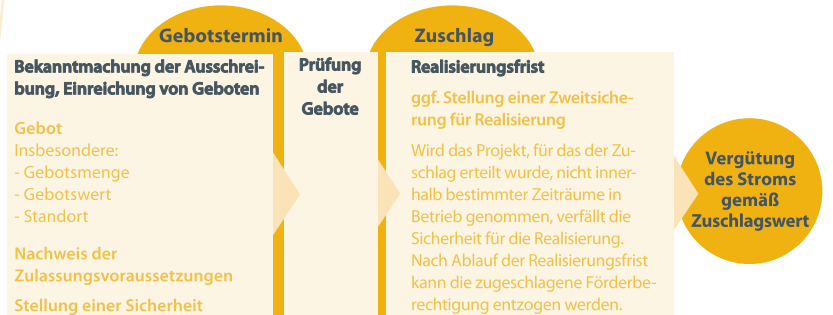 Gebotstermin
Zuschlag
Bekanntmachung der Ausschrei-
bung, Einreichung von Geboten
Gebot
Insbesondere:
- Gebotsmenge
- Gebotswert
- Standort
Nachweis der
Zulassungsvoraussetzungen
Stellung einer Sicherheit
Prüfung
der
Gebote
Realisierungsfrist
ggf. Stellung einer Zweitsiche-
rung für Realisierung
Wird das Projekt, für das der Zu-
schlag erteilt wurde, nicht inner-
halb bestimmter Zeiträume in
Betrieb genommen, verfällt die
Sicherheit für die Realisierung.
Nach Ablauf der Realisierungsfrist
kann die zugeschlagene Förderbe-
rechtigung entzogen werden.
Vergütung
des Stroms
gemäß
Zuschlagswert